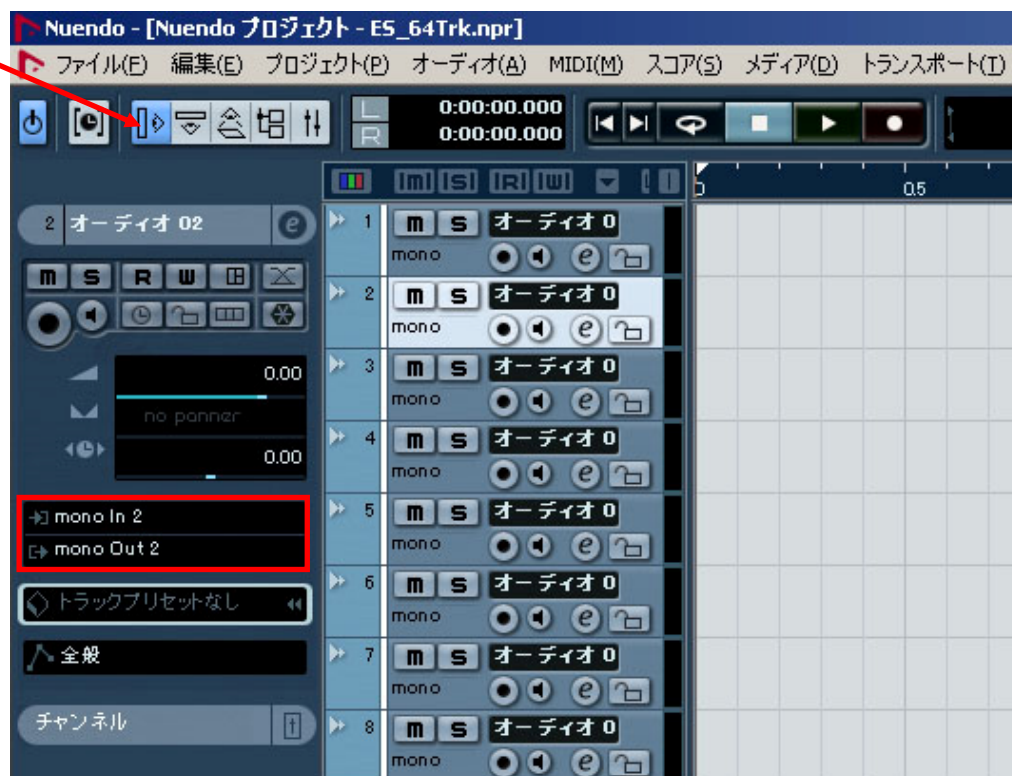 Nuendo - [Nuendo プロジェクト - ES_64Trk.npr]
ファイル(F) 編集(E) プロジェクト(P) オーディオ(A) MIDI(M) スコア(S) メディア(D) トランスポート(T)
L 0:00:00.000
R 0:00:00.000
m S R W 0 0.5
2 オーディオ 02 e
m S R W
0.00
no panner
0.00
mono In 2
mono Out 2
トラックプリセットなし
全般
チャンネル
1 m S オーディオ 0
mono e
2 m S オーディオ 0
mono e
3 m S オーディオ 0
mono e
4 m S オーディオ 0
mono e
5 m S オーディオ 0
mono e
6 m S オーディオ 0
mono e
7 m S オーディオ 0
mono e
8 m S オーディオ 0
mono e